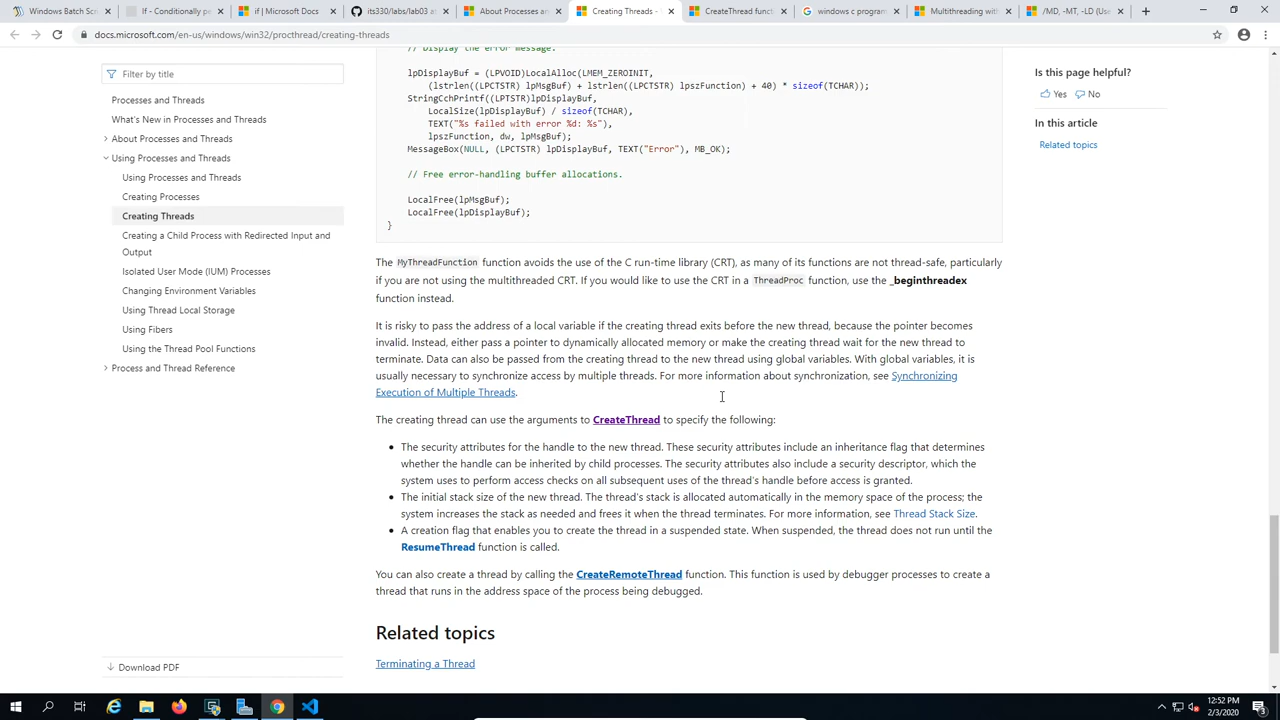 Windows Batch Scr
If - Conditionally pe
if | Microsoft Docs
its330/labs/lab03 a
About Processes an
Creating Threads -
CreateThread funct
windows c program
Multithreading with
/MD, -MT, -LD (Use
docs.microsoft.com/en-us/windows/win32/procthread/creating-threads
Filter by title
Processes and Threads
What's New in Processes and Threads
About Processes and Threads
Using Processes and Threads
Using Processes and Threads
Creating Processes
Creating Threads
Creating a Child Process with Redirected Input and
Output
Isolated User Mode (IUM) Processes
Changing Environment Variables
Using Thread Local Storage
Using Fibers
Using the Thread Pool Functions
Process and Thread Reference
Download PDF
// Display the error message.
lpDisplayBuf = (LPVOID)LocalAlloc(LMEM_ZEROINIT,
(lstrlen((LPCTSTR) lpMsgBuf) + lstrlen((LPCTSTR) lpszFunction) + 40) * sizeof(TCHAR));
StringCchPrintf((LPTSTR)lpDisplayBuf,
LocalSize(lpDisplayBuf) / sizeof(TCHAR),
TEXT("%s failed with error %d: %s"),
lpszFunction, dw, lpMsgBuf);
MessageBox(NULL, (LPCTSTR) lpDisplayBuf, TEXT("Error"), MB_OK);
// Free error-handling buffer allocations.
LocalFree(lpMsgBuf);
LocalFree(lpDisplayBuf);
}
The MyThreadFunction function avoids the use of the C run-time library (CRT), as many of its functions are not thread-safe, particularly
if you are not using the multithreaded CRT. If you would like to use the CRT in a ThreadProc function, use the _beginthreadex
function instead.
It is risky to pass the address of a local variable if the creating thread exits before the new thread, because the pointer becomes
invalid. Instead, either pass a pointer to dynamically allocated memory or make the creating thread wait for the new thread to
terminate. Data can also be passed from the creating thread to the new thread using global variables. With global variables, it is
usually necessary to synchronize access by multiple threads. For more information about synchronization, see Synchronizing
Execution of Multiple Threads.
The creating thread can use the arguments to CreateThread to specify the following:
• The security attributes for the handle to the new thread. These security attributes include an inheritance flag that determines
whether the handle can be inherited by child processes. The security attributes also include a security descriptor, which the
system uses to perform access checks on all subsequent uses of the thread's handle before access is granted.
• The initial stack size of the new thread. The thread's stack is allocated automatically in the memory space of the process; the
system increases the stack as needed and frees it when the thread terminates. For more information, see Thread Stack Size.
• A creation flag that enables you to create the thread in a suspended state. When suspended, the thread does not run until the
ResumeThread function is called.
You can also create a thread by calling the CreateRemoteThread function. This function is used by debugger processes to create a
thread that runs in the address space of the process being debugged.
Related topics
Terminating a Thread
Is this page helpful?
Yes No
In this article
Related topics
12:52 PM
2/3/2020
3